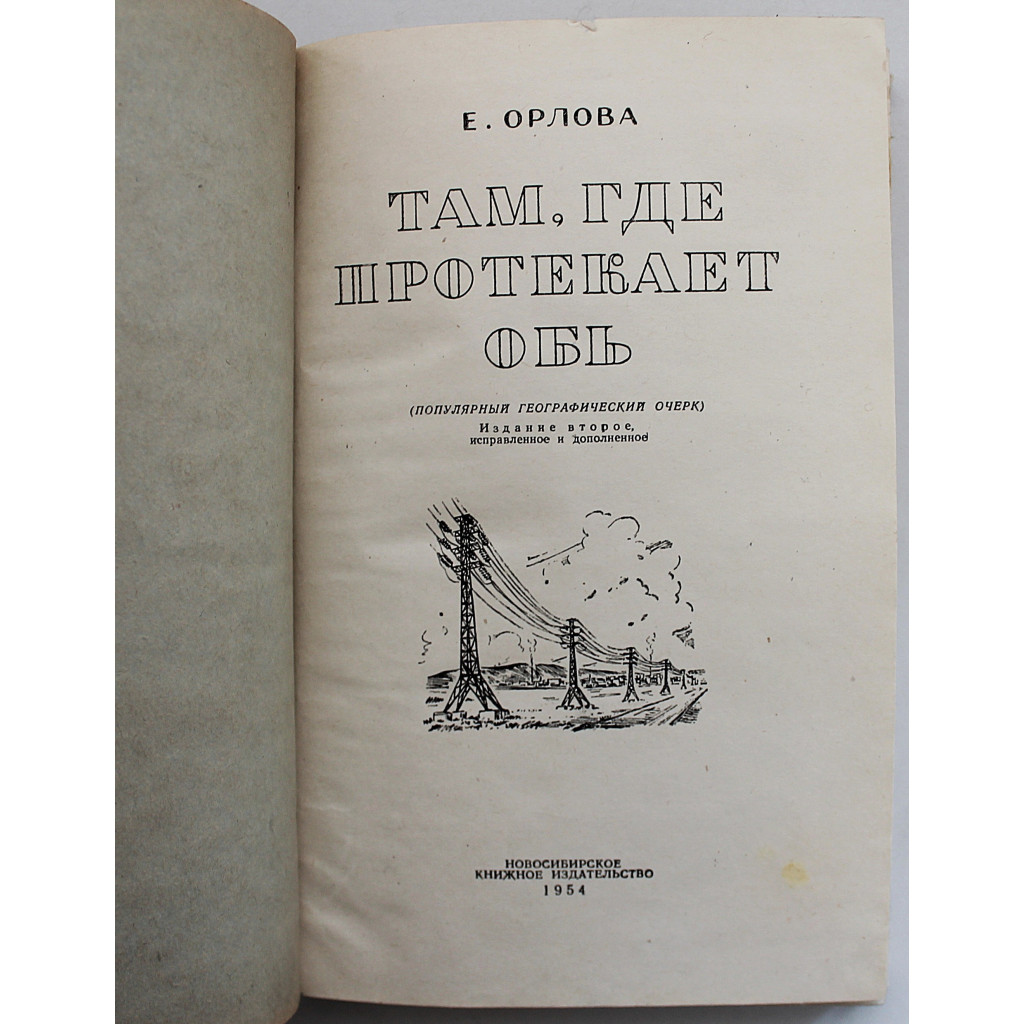 Е. ОРЛОВА
ТАМ, ГДЕ
ПРОТЕКАЕТ
ОБЬ
(ПОПУЛЯРНЫЙ ГЕОГРАФИЧЕСКИЙ ОЧЕРК)
Издание второе,
исправленное и дополненное
НОВОСИБИРСКОЕ
КНИЖНОЕ ИЗДАТЕЛЬСТВО
1954